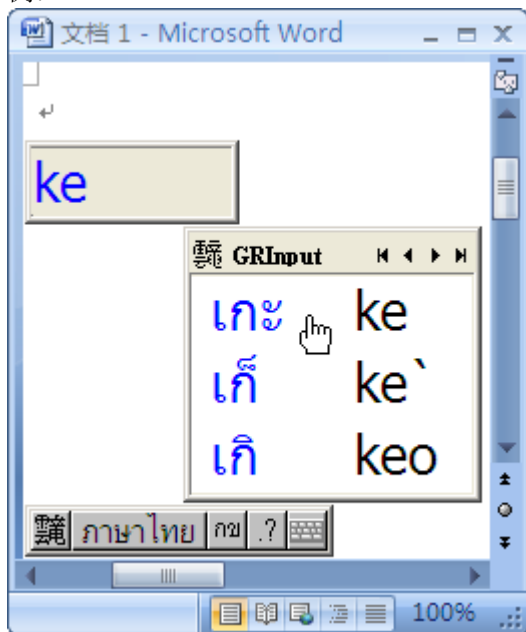 文档 1 - Microsoft Word
ke
GRInput
เกะ ke
เก็ ke`
เกิ keo
ภาษาไทย กข .?
100%